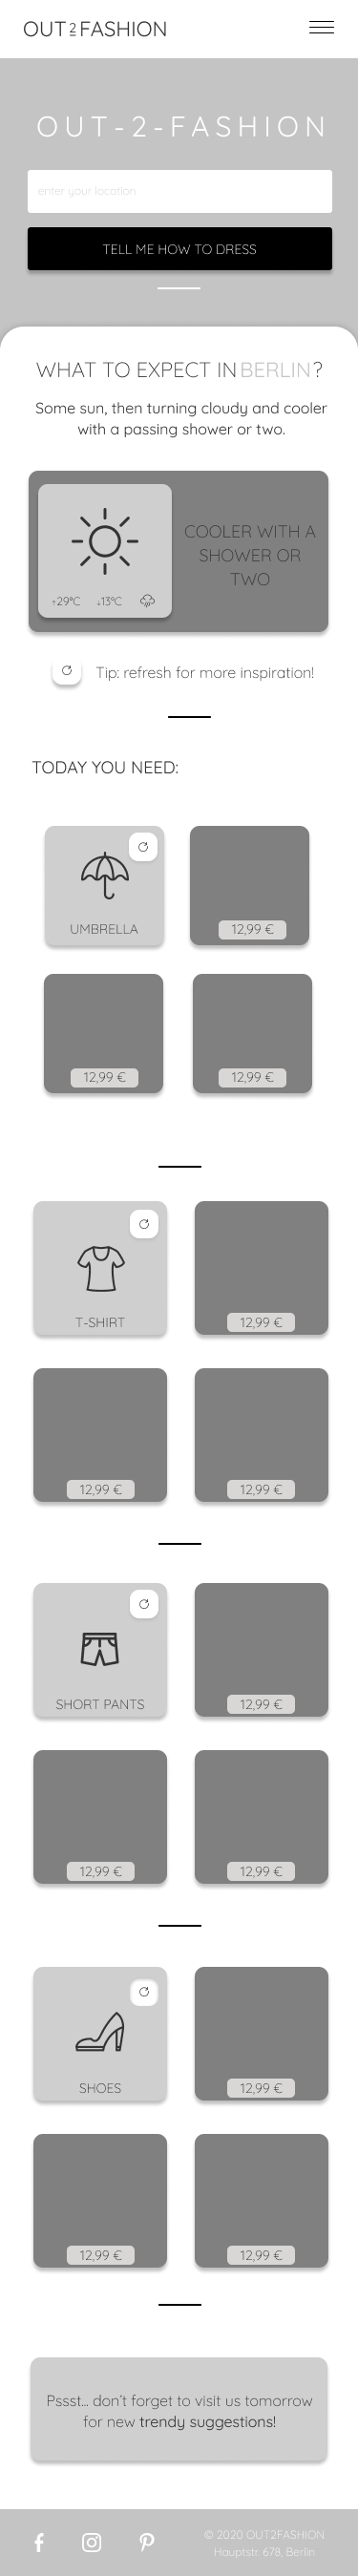 OUT2FASHION
OUT-2-FASHION
enter your location
TELL ME HOW TO DRESS
WHAT TO EXPECT IN BERLIN?
Some sun, then turning cloudy and cooler
with a passing shower or two.
COOLER WITH A
SHOWER OR
TWO
↑29°C ↓13°C
Tip: refresh for more inspiration!
TODAY YOU NEED:
UMBRELLA
12,99 €
12,99 €
12,99 €
T-SHIRT
12,99 €
12,99 €
12,99 €
SHORT PANTS
12,99 €
12,99 €
12,99 €
SHOES
12,99 €
12,99 €
12,99 €
Pssst... don´t forget to visit us tomorrow
for new trendy suggestions!
© 2020 OUT2FASHION
Hauptstr. 678, Berlin